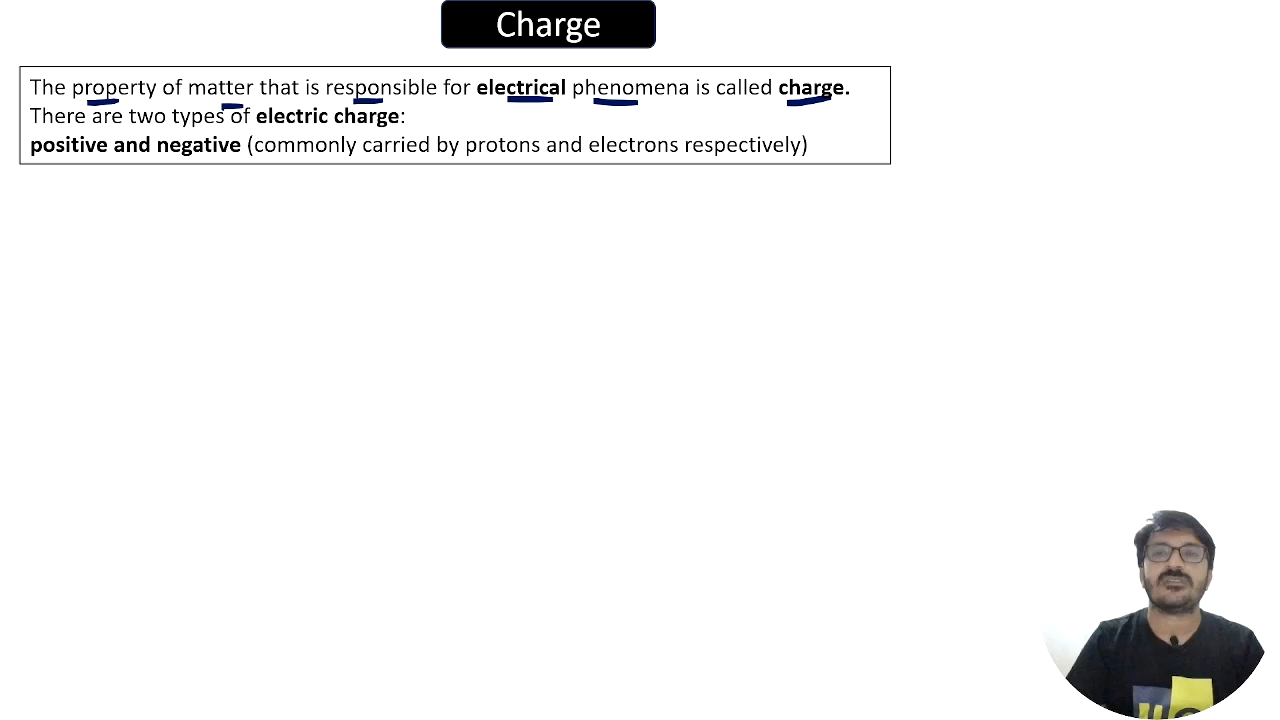 Charge
The property of matter that is responsible for electrical phenomena is called charge.
There are two types of electric charge:
positive and negative (commonly carried by protons and electrons respectively)